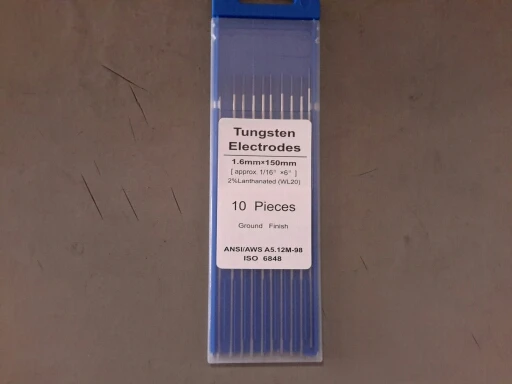 Tungsten
Electrodes
1.6mm×150mm
[ approx 1/16" ×6" ]
2%Lanthanated (WL20)
10 Pieces
Ground Finish
ANSI/AWS A5.12M-98
ISO 6848